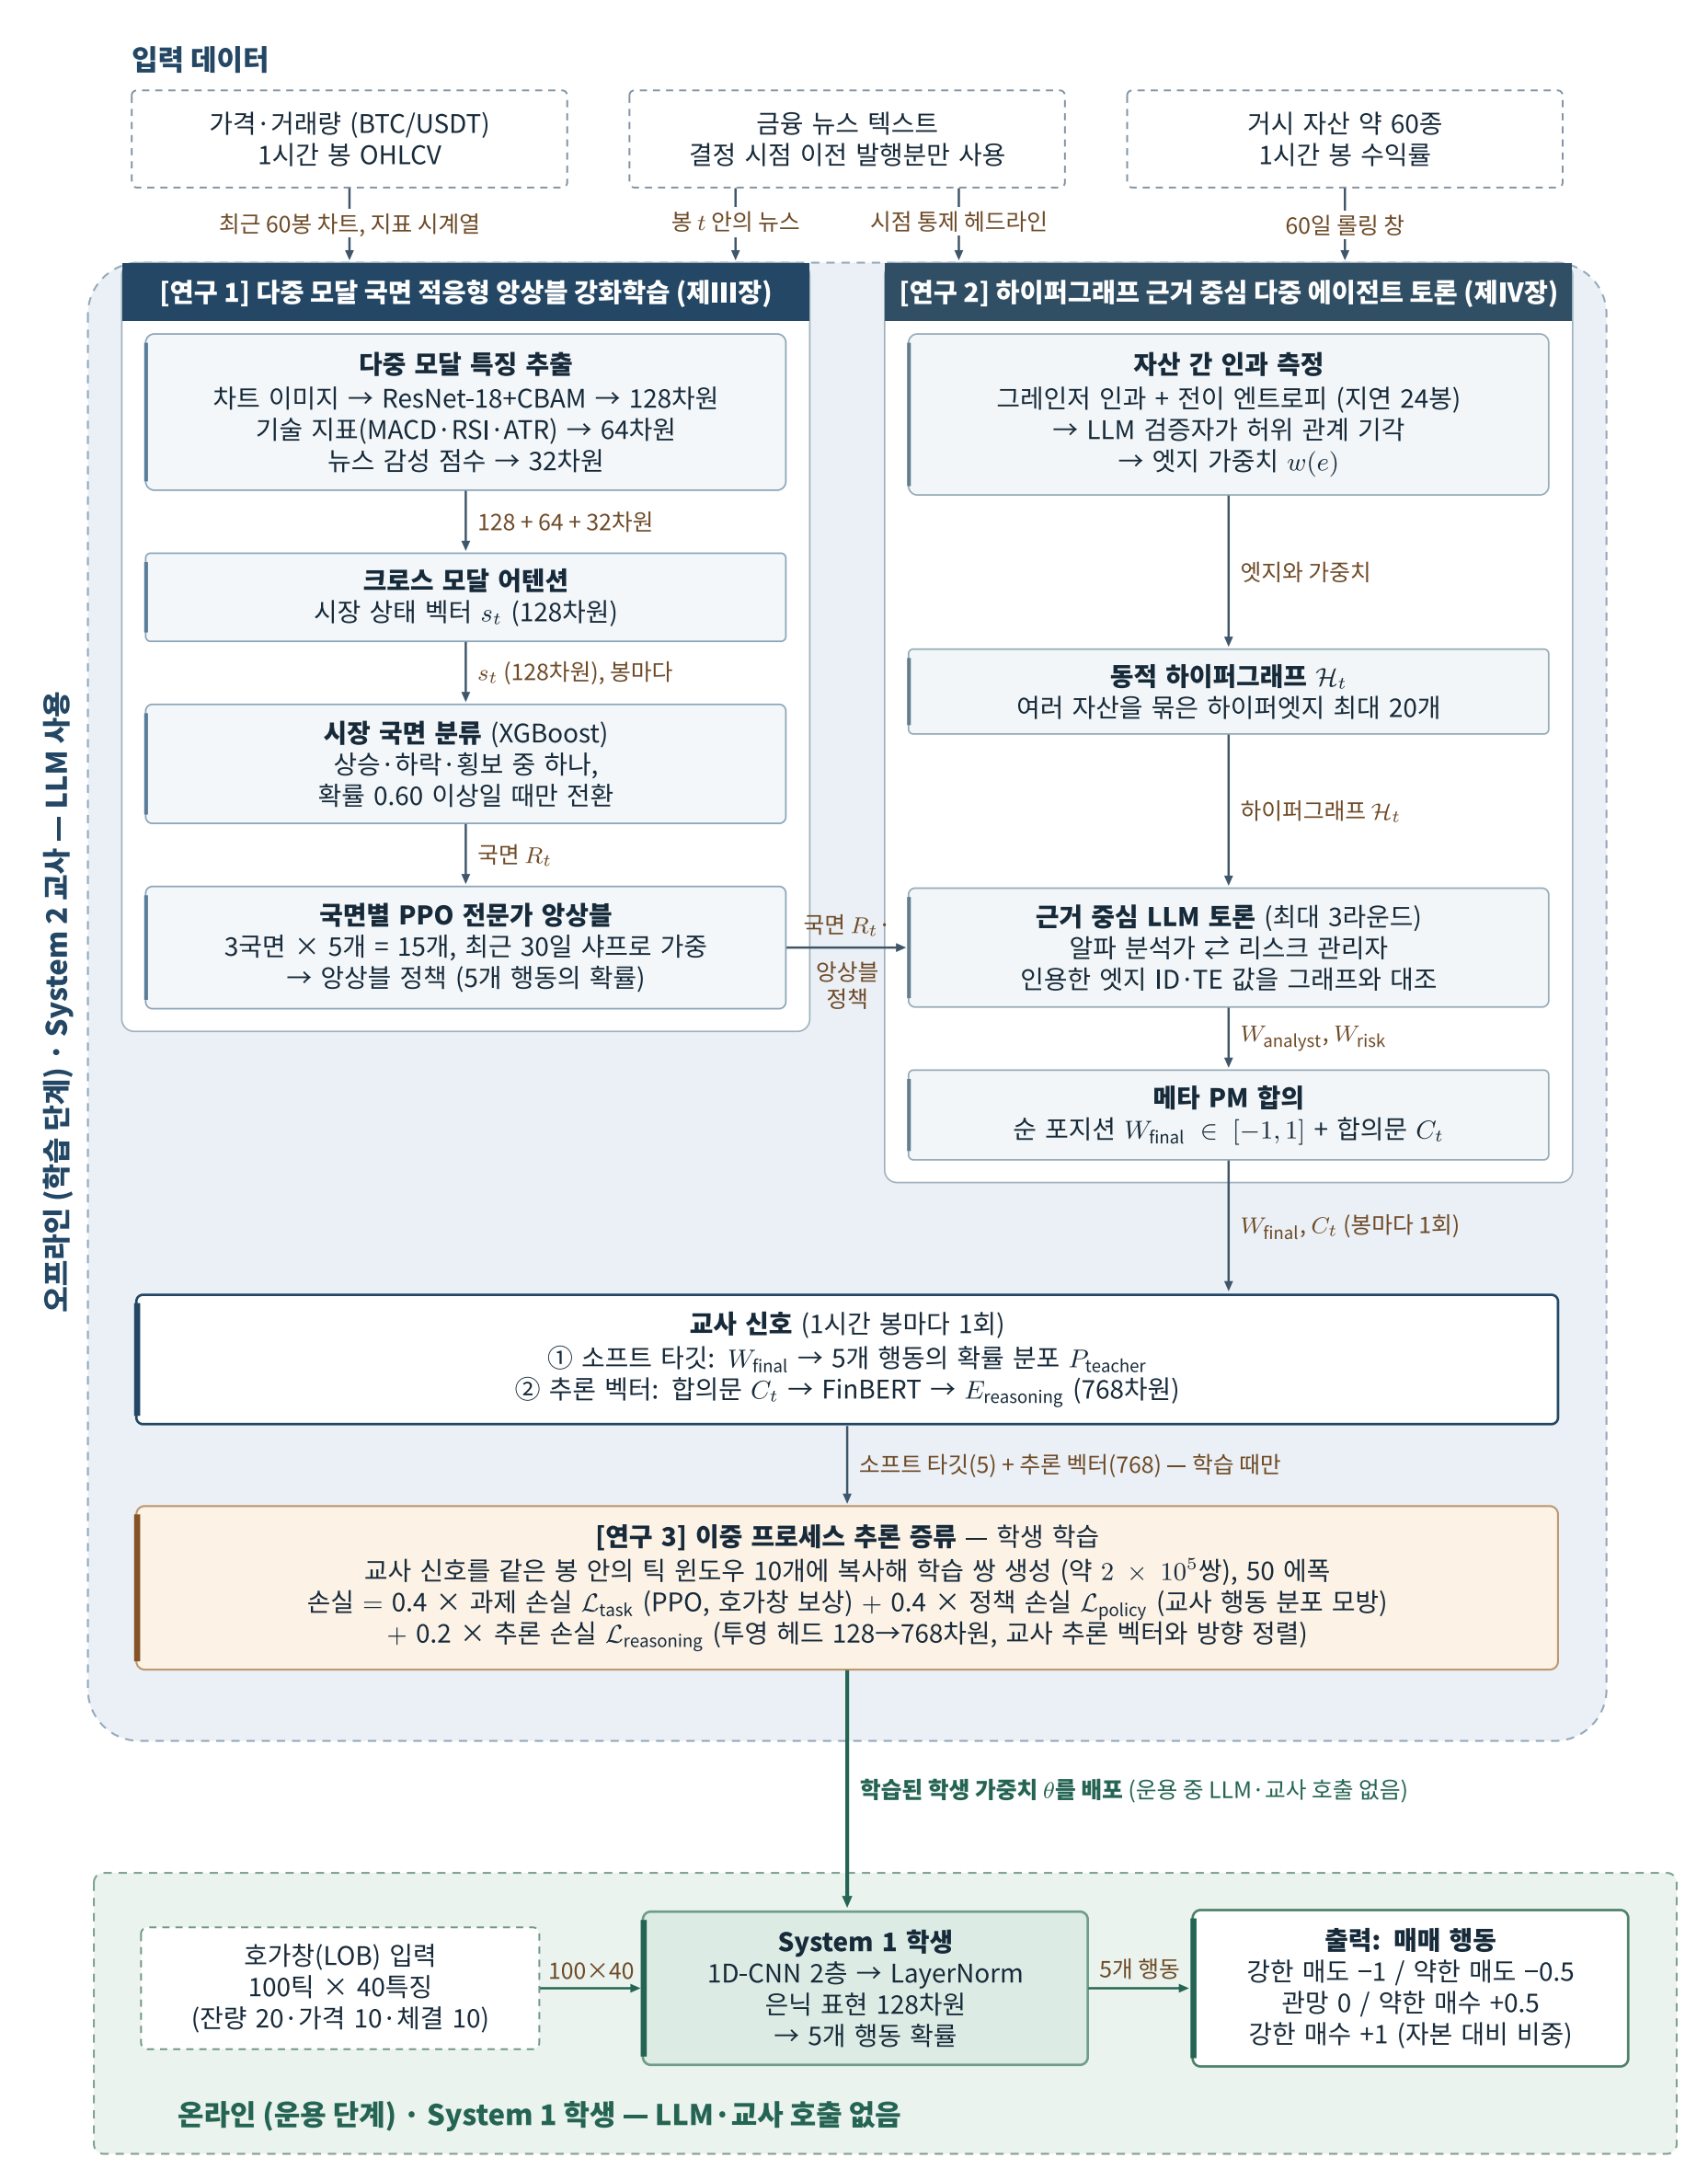 입력 데이터
가격·거래량 (BTC/USDT)
1시간 봉 OHLCV
금융 뉴스 텍스트
결정 시점 이전 발행분만 사용
거시 자산 약 60종
1시간 봉 수익률
최근 60봉 차트, 지표 시계열
봉 t 안의 뉴스
시점 통제 헤드라인
60일 롤링 창
오프라인 (학습 단계) · System 2 교사 — LLM 사용
[연구 1] 다중 모달 국면 적응형 앙상블 강화학습 (제III장)
다중 모달 특징 추출
차트 이미지 → ResNet-18+CBAM → 128차원
기술 지표(MACD·RSI·ATR) → 64차원
뉴스 감성 점수 → 32차원
128 + 64 + 32차원
크로스 모달 어텐션
시장 상태 벡터 s_t (128차원)
s_t (128차원), 봉마다
시장 국면 분류 (XGBoost)
상승·하락·횡보 중 하나,
확률 0.60 이상일 때만 전환
국면 R_t
국면별 PPO 전문가 앙상블
3국면 × 5개 = 15개, 최근 30일 샤프로 가중
→ 앙상블 정책 (5개 행동의 확률)
국면 R_t ·
앙상블
정책
[연구 2] 하이퍼그래프 근거 중심 다중 에이전트 토론 (제IV장)
자산 간 인과 측정
그레인저 인과 + 전이 엔트로피 (지연 24봉)
→ LLM 검증자가 허위 관계 기각
→ 엣지 가중치 w(e)
엣지와 가중치
동적 하이퍼그래프 ℋ_t
여러 자산을 묶은 하이퍼엣지 최대 20개
하이퍼그래프 ℋ_t
근거 중심 LLM 토론 (최대 3라운드)
알파 분석가 ⇄ 리스크 관리자
인용한 엣지 ID·TE 값을 그래프와 대조
W_analyst, W_risk
메타 PM 합의
순 포지션 W_final ∈ [−1, 1] + 합의문 C_t
W_final, C_t (봉마다 1회)
교사 신호 (1시간 봉마다 1회)
① 소프트 타깃: W_final → 5개 행동의 확률 분포 P_teacher
② 추론 벡터: 합의문 C_t → FinBERT → E_reasoning (768차원)
소프트 타깃(5) + 추론 벡터(768) — 학습 때만
[연구 3] 이중 프로세스 추론 증류 — 학생 학습
교사 신호를 같은 봉 안의 틱 윈도우 10개에 복사해 학습 쌍 생성 (약 2 × 10⁵쌍), 50 에폭
손실 = 0.4 × 과제 손실 ℒ_task (PPO, 호가창 보상) + 0.4 × 정책 손실 ℒ_policy (교사 행동 분포 모방)
+ 0.2 × 추론 손실 ℒ_reasoning (투영 헤드 128→768차원, 교사 추론 벡터와 방향 정렬)
학습된 학생 가중치 θ를 배포 (운용 중 LLM·교사 호출 없음)
호가창(LOB) 입력
100틱 × 40특징
(잔량 20·가격 10·체결 10)
100×40
System 1 학생
1D-CNN 2층 → LayerNorm
은닉 표현 128차원
→ 5개 행동 확률
5개 행동
출력: 매매 행동
강한 매도 −1 / 약한 매도 −0.5
관망 0 / 약한 매수 +0.5
강한 매수 +1 (자본 대비 비중)
온라인 (운용 단계) · System 1 학생 — LLM·교사 호출 없음